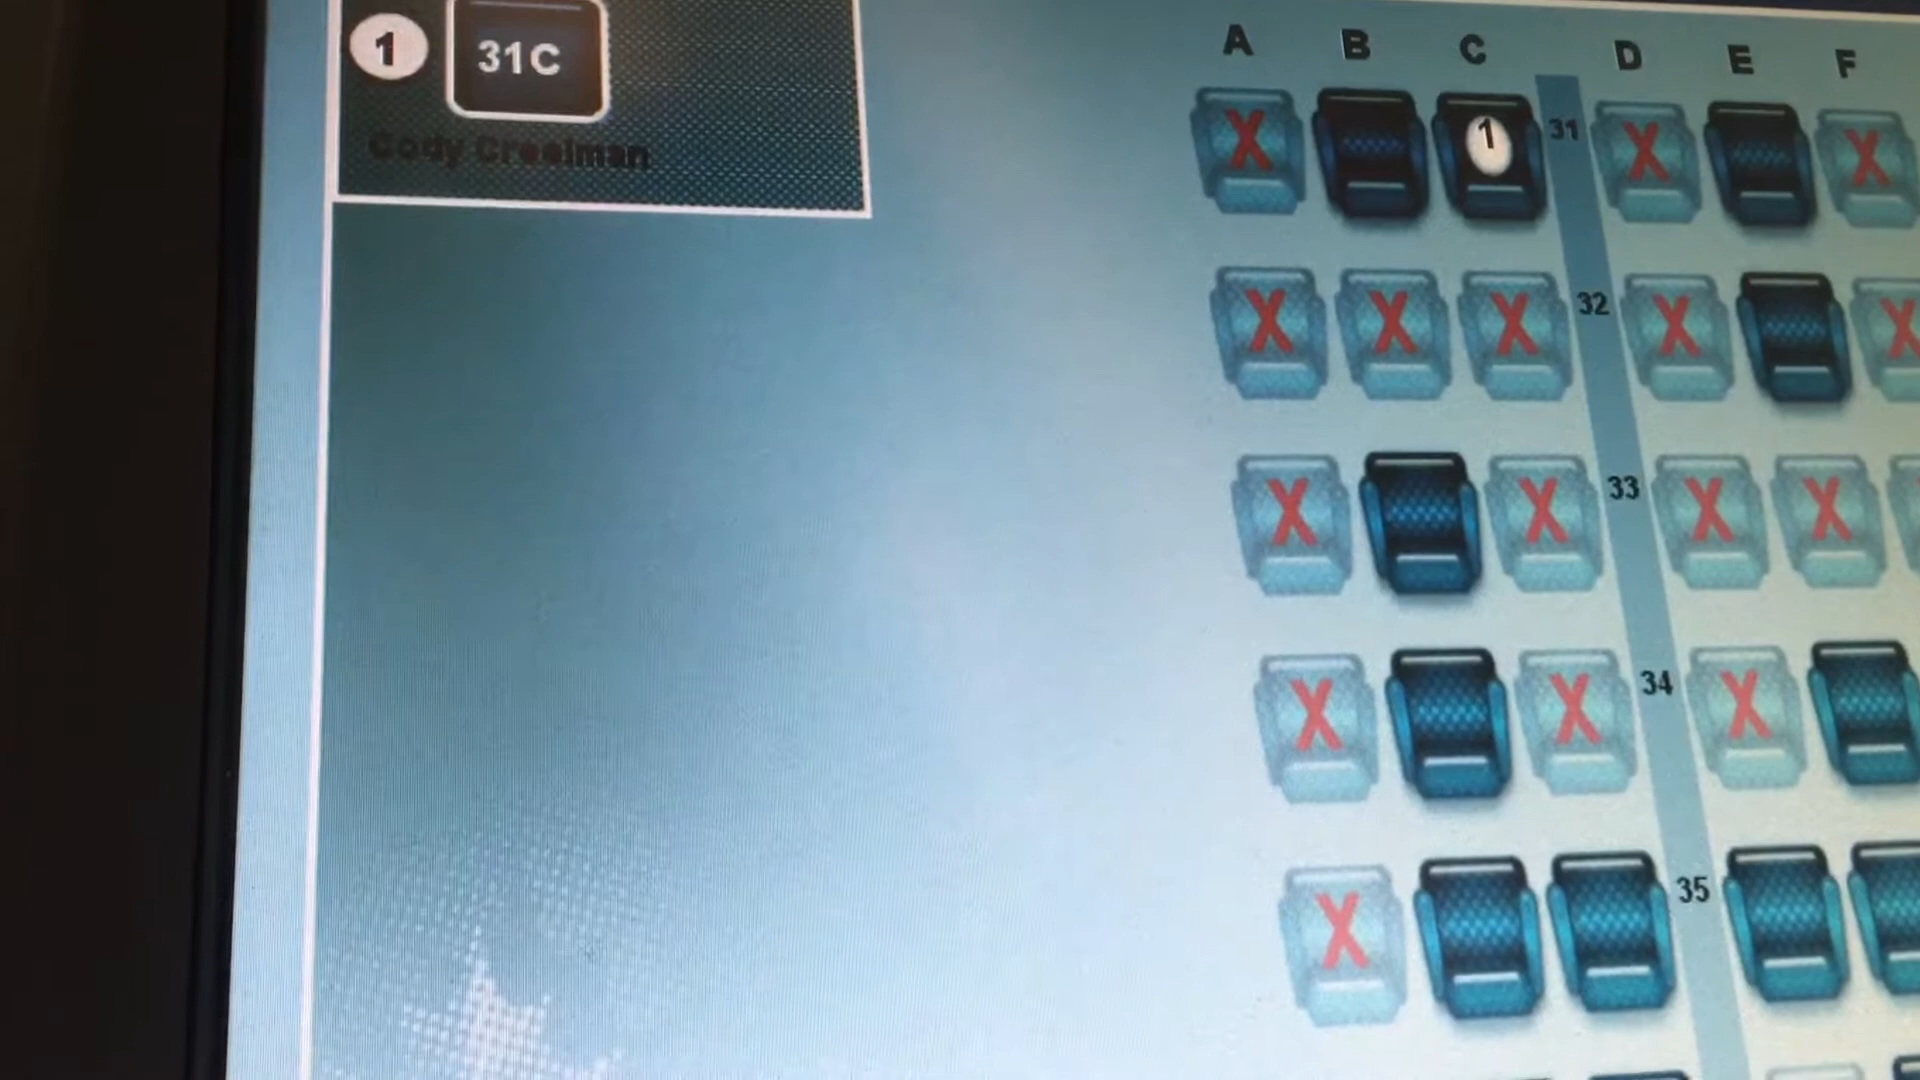 1 31C
Cody Creelman
A B C D E F
X 1 31 X X
X X X 32 X X
X X 33 X X
X X 34 X
X 35